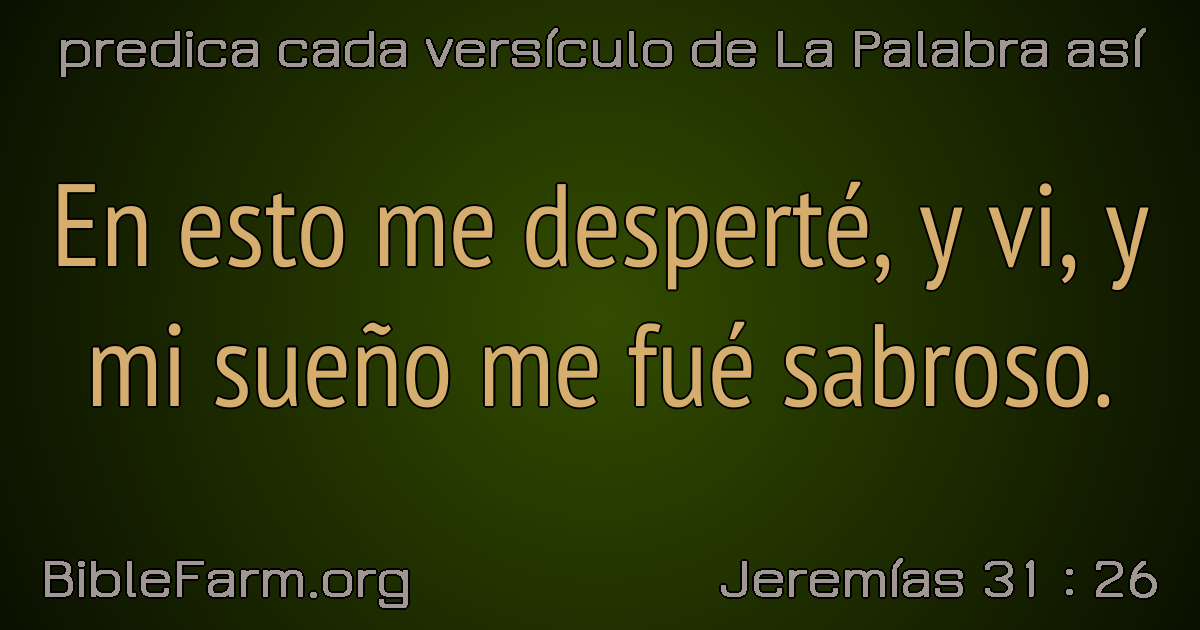 predica cada versículo de La Palabra así
En esto me desperté, y vi, y
mi sueño me fué sabroso.
BibleFarm.org
Jeremías 31 : 26